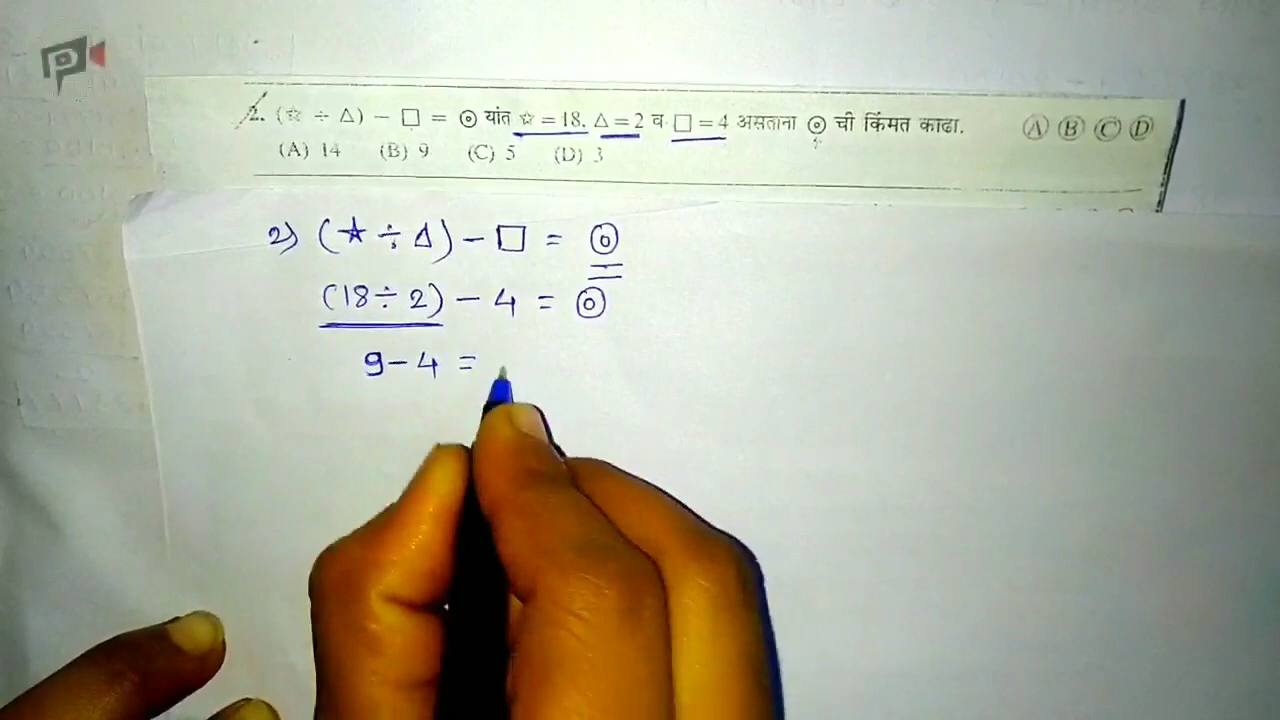 2. (☆ ÷ △) − □ = ⊙ यांत ☆ = 18, △ = 2 व □ = 4 असताना ⊙ ची किंमत काढा. Ⓐ Ⓑ Ⓒ Ⓓ
(A) 14 (B) 9 (C) 5 (D) 3
2) (★ ÷ △) − □ = ⊙
(18 ÷ 2) − 4 = ⊙
9 − 4 =